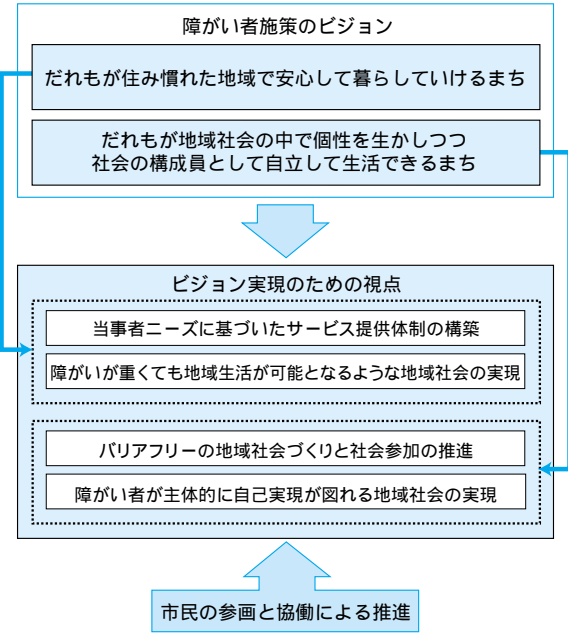 障がい者施策のビジョン
だれもが住み慣れた地域で安心して暮らしていけるまち
だれもが地域社会の中で個性を生かしつつ
社会の構成員として自立して生活できるまち
ビジョン実現のための視点
当事者ニーズに基づいたサービス提供体制の構築
障がいが重くても地域生活が可能となるような地域社会の実現
バリアフリーの地域社会づくりと社会参加の推進
障がい者が主体的に自己実現が図れる地域社会の実現
市民の参画と協働による推進